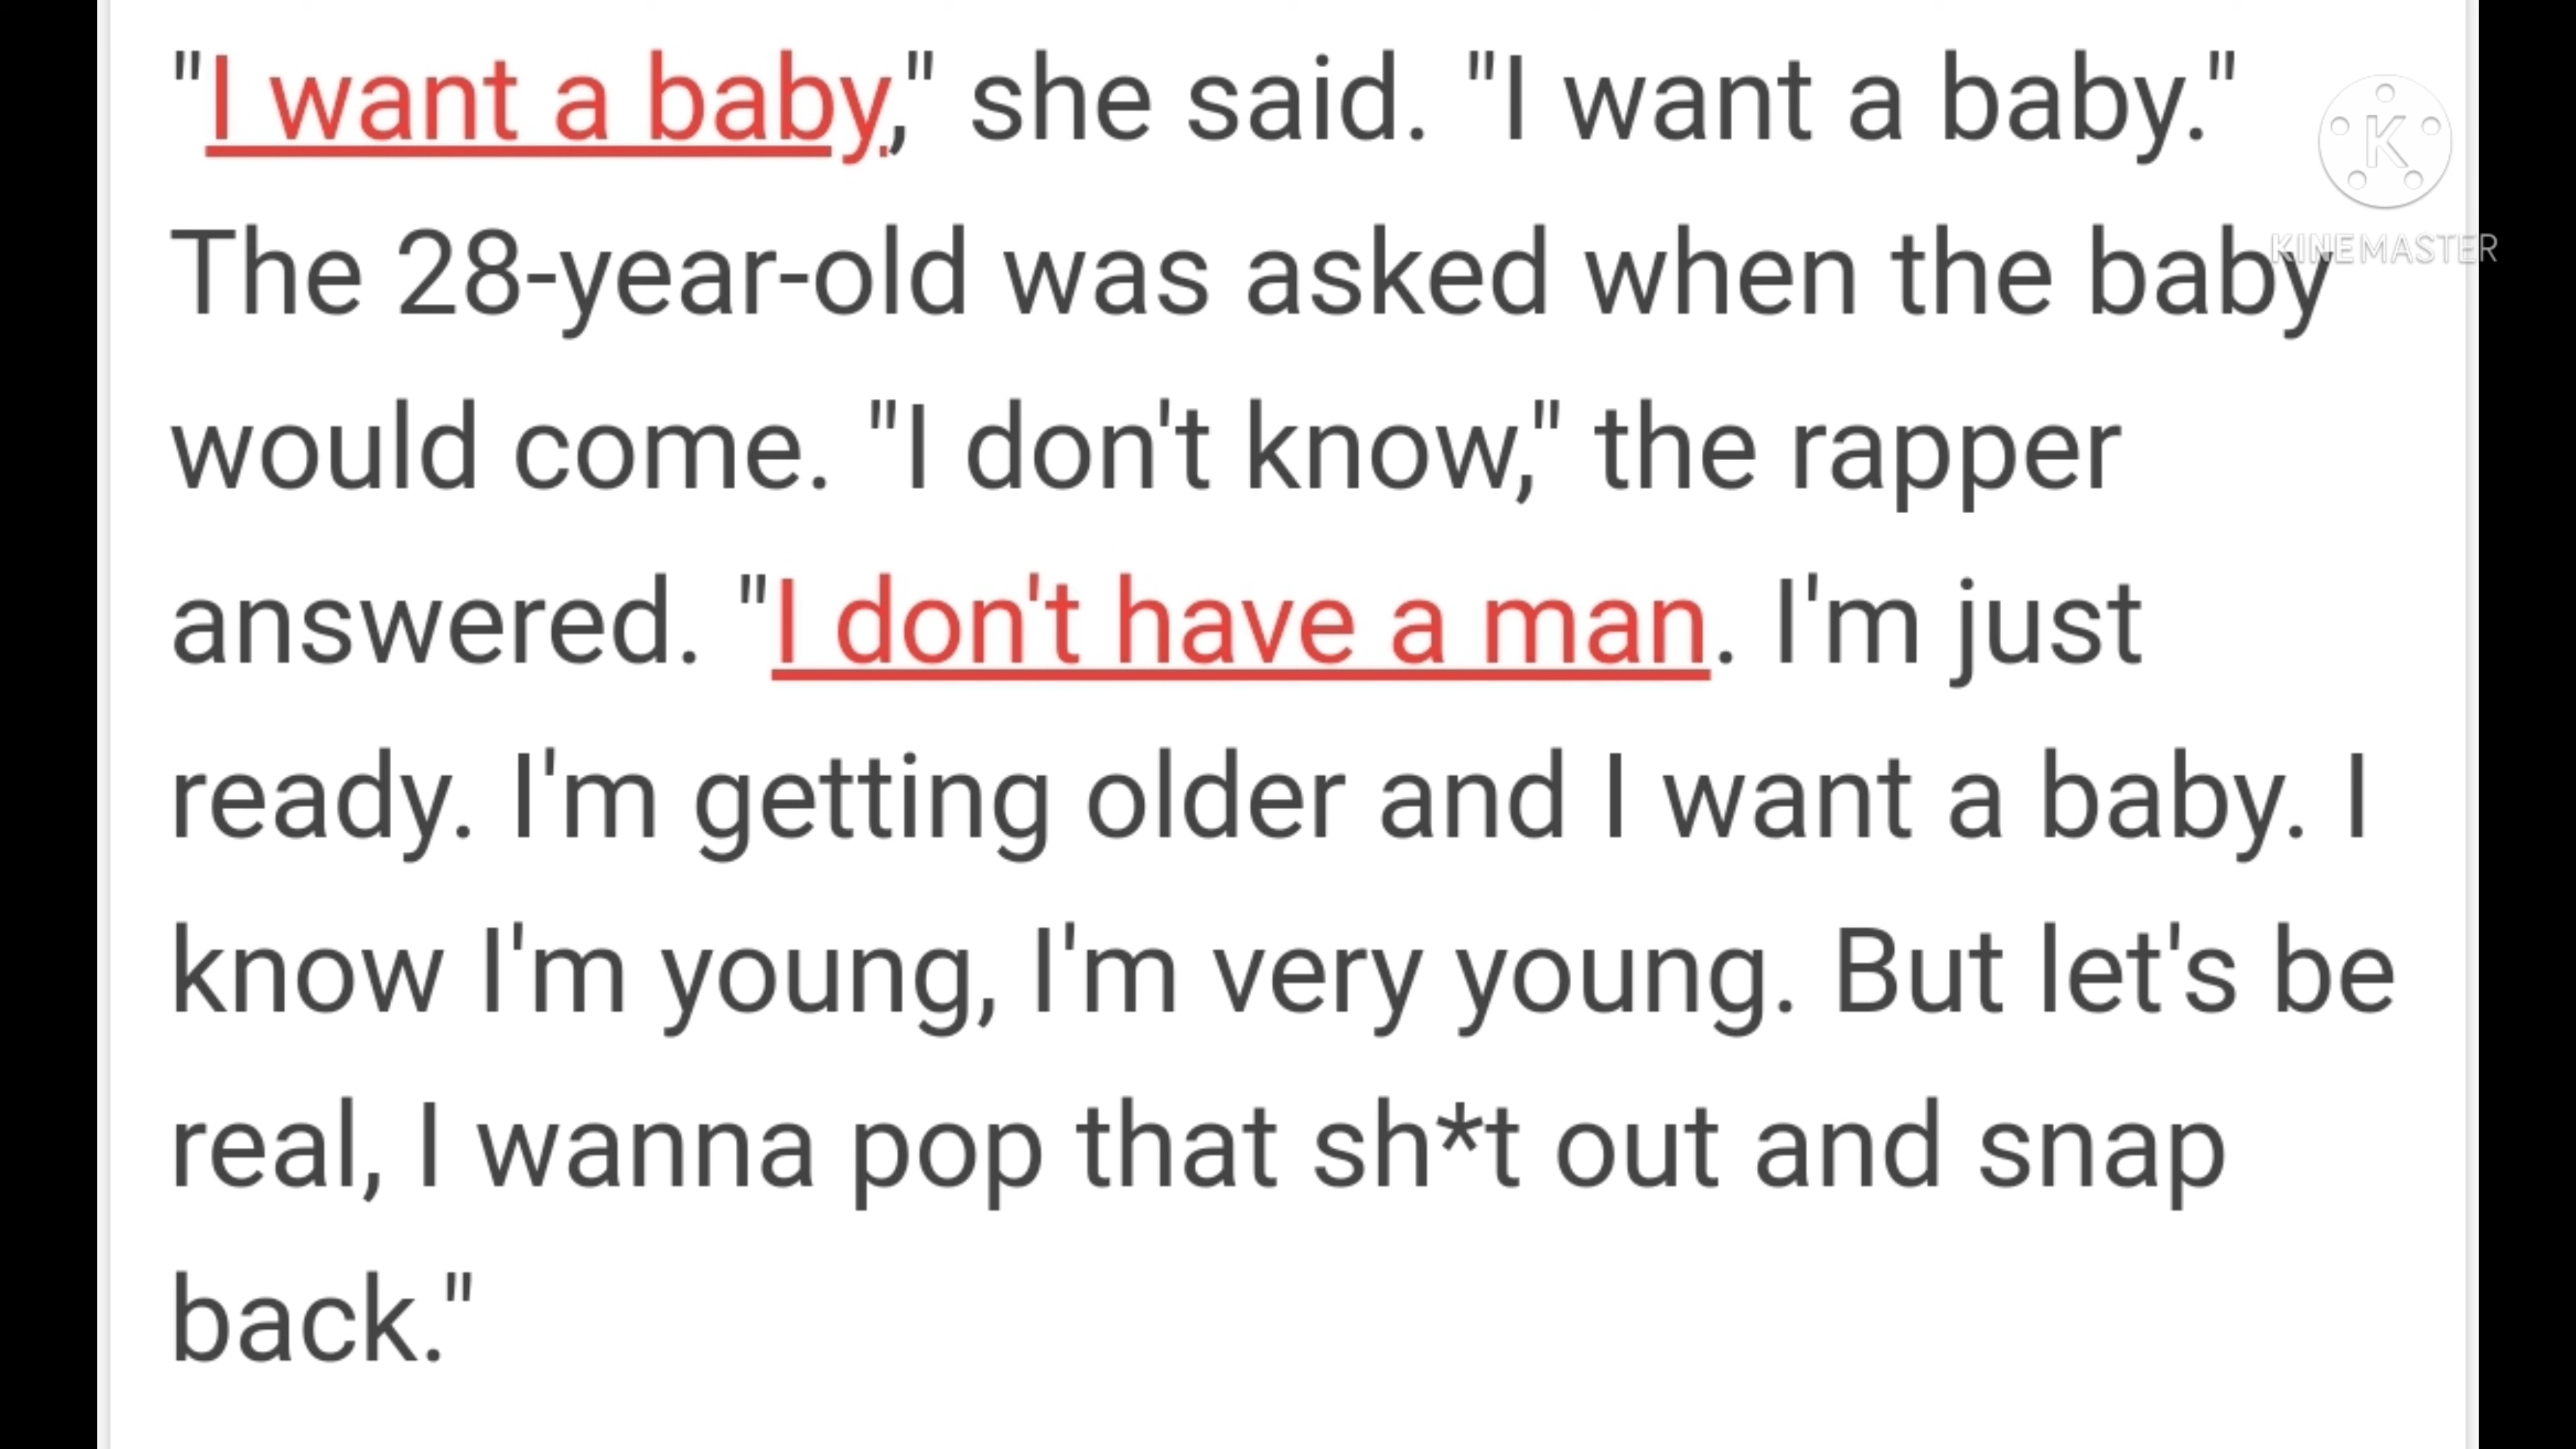 "I want a baby," she said. "I want a baby."
The 28-year-old was asked when the baby
would come. "I don't know," the rapper
answered. "I don't have a man. I'm just
ready. I'm getting older and I want a baby. I
know I'm young, I'm very young. But let's be
real, I wanna pop that sh*t out and snap
back."
K
KINEMASTER